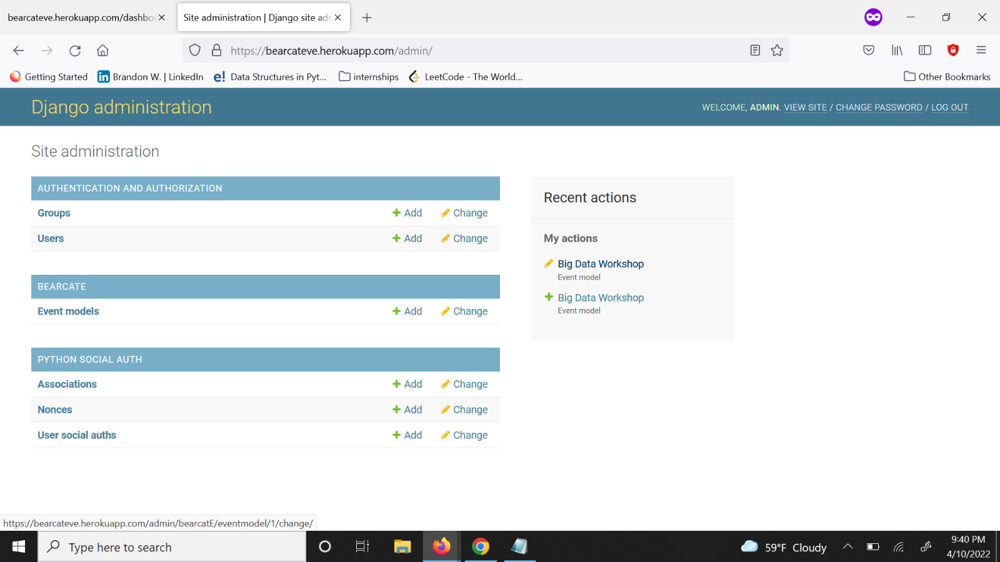 bearcateve.herokuapp.com/dashbo
Site administration | Django site adn
https://bearcateve.herokuapp.com/admin/
Getting Started
Brandon W. | LinkedIn
e! Data Structures in Pyt...
internships
LeetCode - The World...
Other Bookmarks
Django administration
WELCOME, ADMIN. VIEW SITE / CHANGE PASSWORD / LOG OUT
Site administration
AUTHENTICATION AND AUTHORIZATION
Groups Add Change
Users Add Change
BEARCATE
Event models Add Change
PYTHON SOCIAL AUTH
Associations Add Change
Nonces Add Change
User social auths Add Change
Recent actions
My actions
Big Data Workshop
Event model
Big Data Workshop
Event model
https://bearcateve.herokuapp.com/admin/bearcatE/eventmodel/1/change/
Type here to search
59°F Cloudy
9:40 PM
4/10/2022